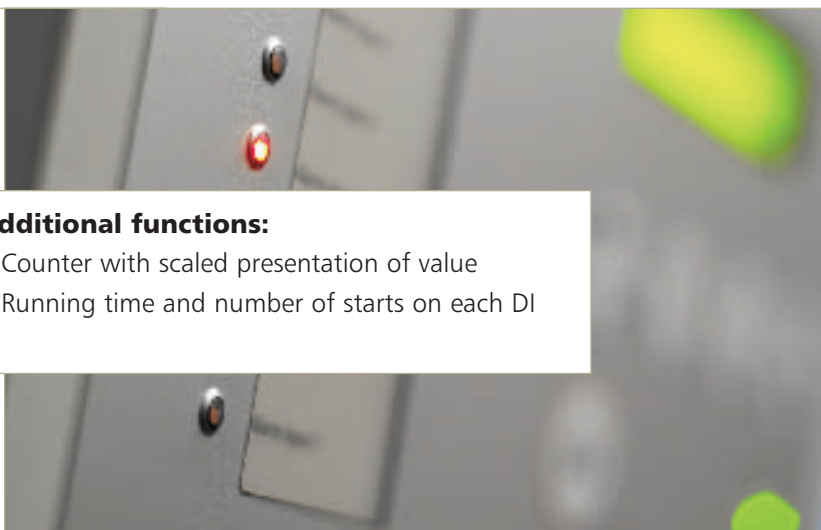 dditional functions:
Counter with scaled presentation of value
Running time and number of starts on each DI